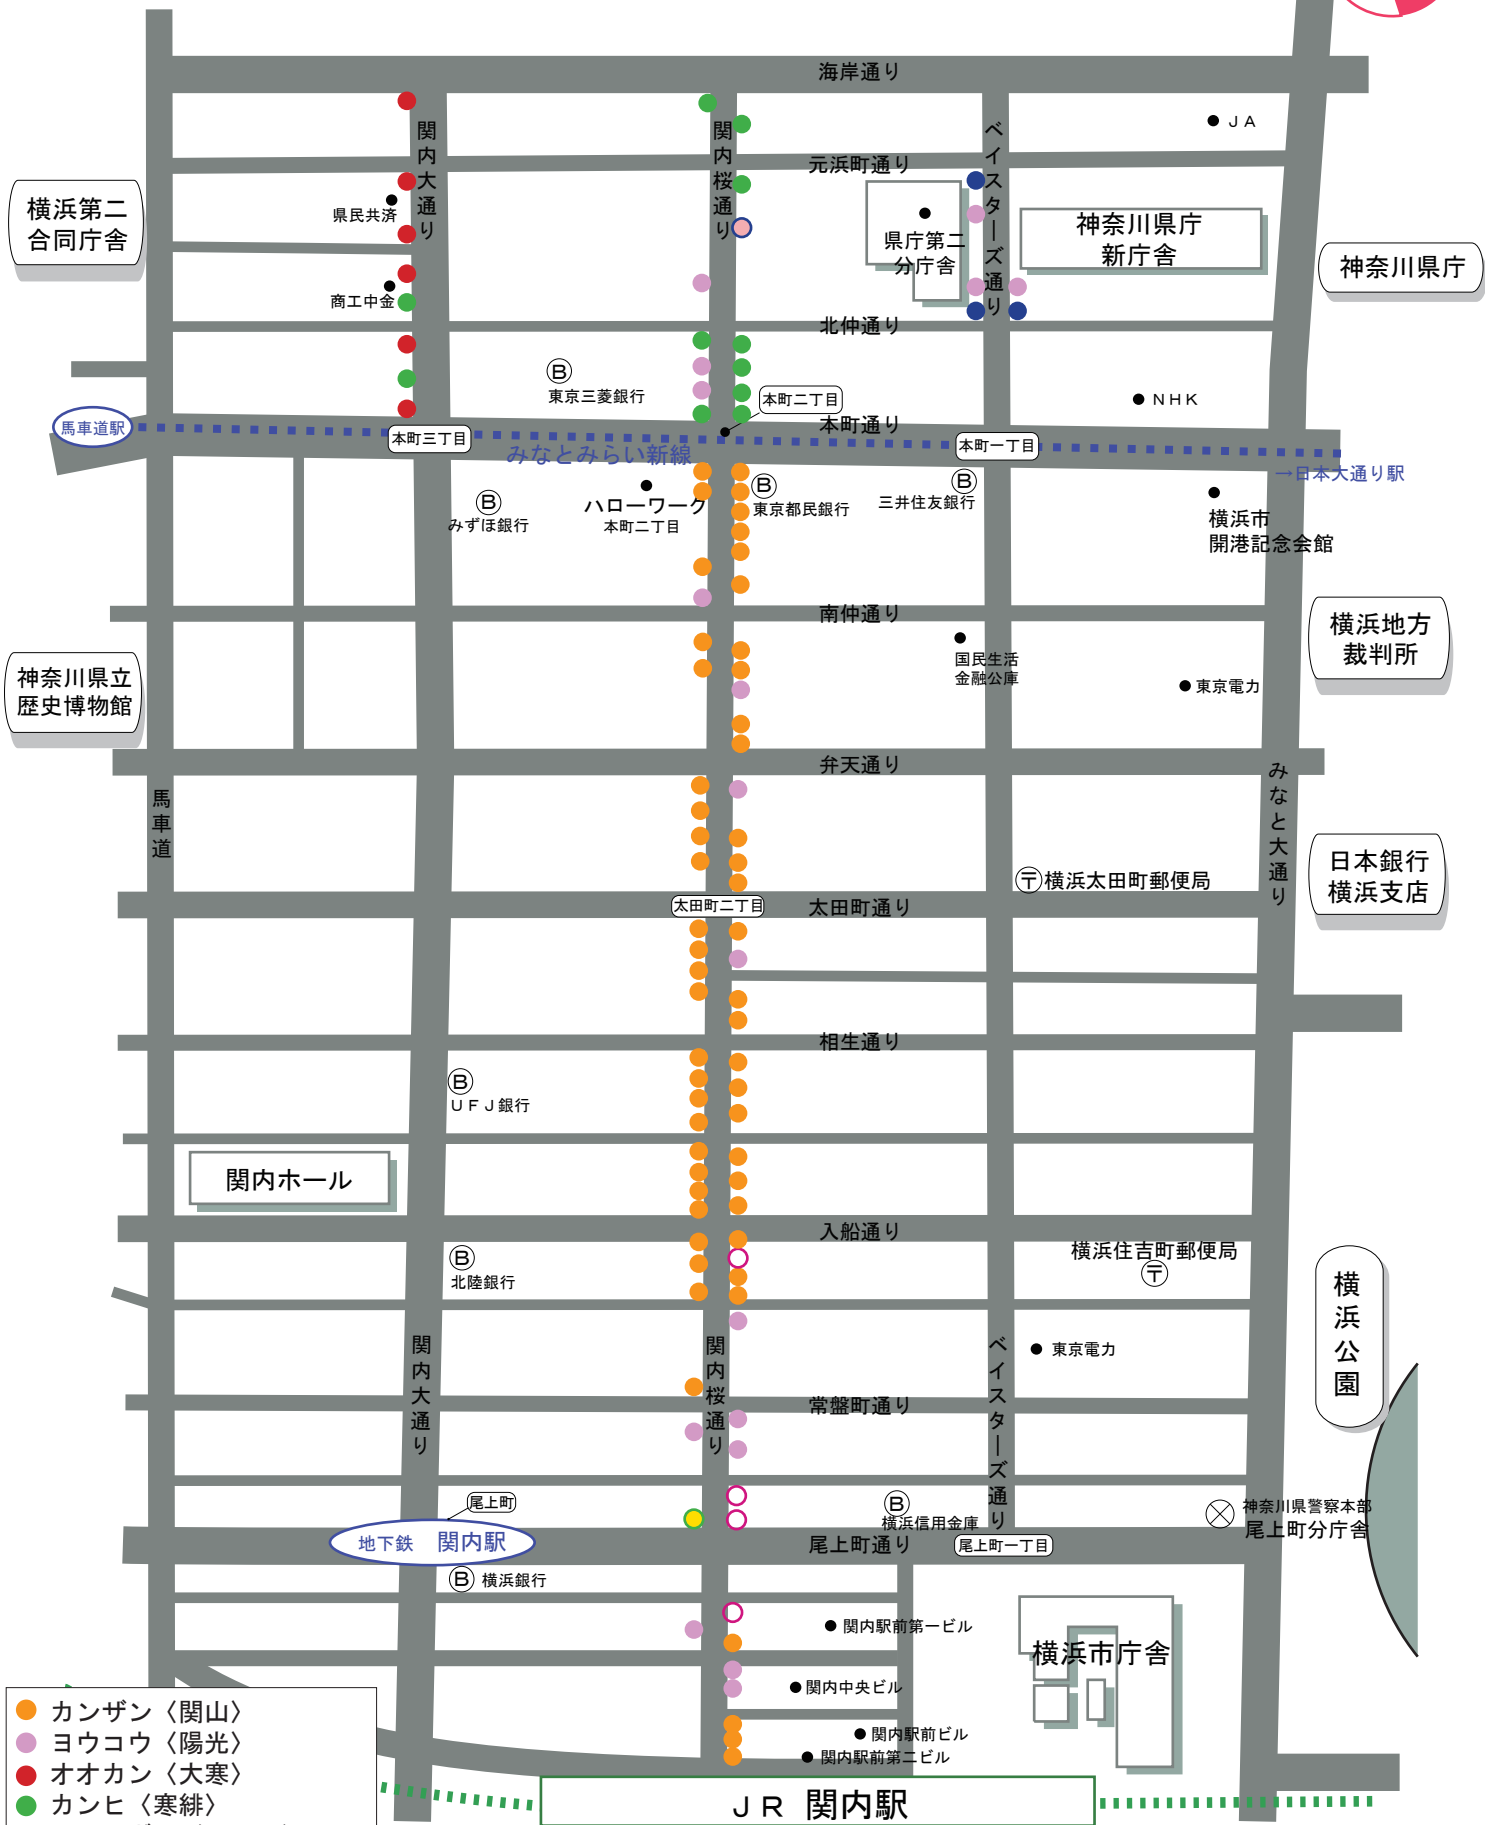 海岸通り
関内大通り
関内桜通り
ベイスターズ通り
ＪＡ
元浜町通り
横浜第二
合同庁舎
県民共済
県庁第二
分庁舎
神奈川県庁
新庁舎
神奈川県庁
商工中金
北仲通り
Ｂ
東京三菱銀行
本町二丁目
ＮＨＫ
馬車道駅
本町三丁目
本町通り
本町一丁目
みなとみらい新線
→日本大通り駅
Ｂ
みずほ銀行
ハローワーク
本町二丁目
Ｂ
東京都民銀行
Ｂ
三井住友銀行
横浜市
開港記念会館
南仲通り
横浜地方
裁判所
国民生活
金融公庫
東京電力
神奈川県立
歴史博物館
弁天通り
馬車道
みなと大通り
〒横浜太田町郵便局
日本銀行
横浜支店
太田町二丁目
太田町通り
相生通り
Ｂ
ＵＦＪ銀行
関内ホール
入船通り
Ｂ
北陸銀行
横浜住吉町郵便局
〒
横浜公園
関内大通り
関内桜通り
ベイスターズ通り
東京電力
常盤町通り
尾上町
地下鉄　関内駅
Ｂ
横浜信用金庫
尾上町通り
尾上町一丁目
神奈川県警察本部
尾上町分庁舎
Ｂ 横浜銀行
関内駅前第一ビル
横浜市庁舎
関内中央ビル
関内駅前ビル
関内駅前第二ビル
カンザン〈関山〉
ヨウコウ〈陽光〉
オオカン〈大寒〉
カンヒ〈寒緋〉
ＪＲ 関内駅